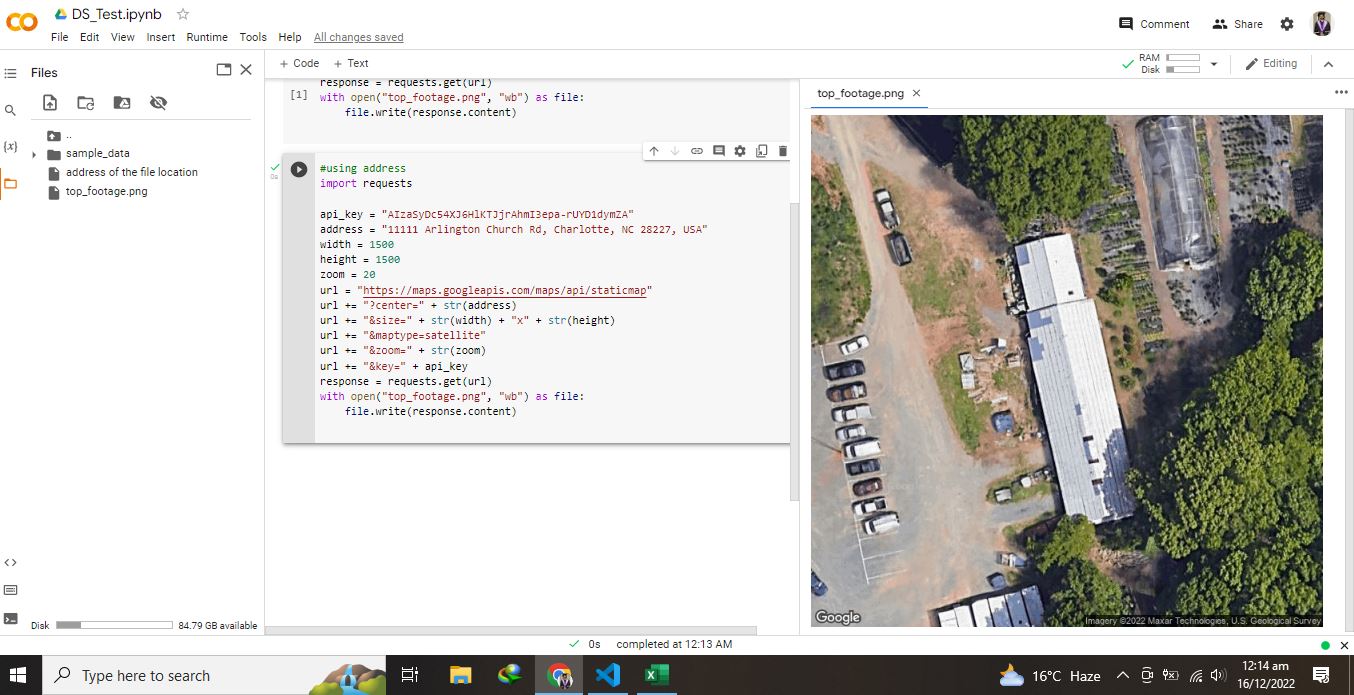 DS_Test.ipynb
File Edit View Insert Runtime Tools Help All changes saved
Comment Share
Files
+ Code + Text
RAM
Disk
Editing
..
sample_data
address of the file location
top_footage.png
{x}
response = requests.get(url)
[1] with open("top_footage.png", "wb") as file:
file.write(response.content)
0s
#using address
import requests
api_key = "AIzaSyDc54XJ6HlKTJjrAhmI3epa-rUYD1dymZA"
address = "11111 Arlington Church Rd, Charlotte, NC 28227, USA"
width = 1500
height = 1500
zoom = 20
url = "https://maps.googleapis.com/maps/api/staticmap"
url += "?center=" + str(address)
url += "&size=" + str(width) + "x" + str(height)
url += "&maptype=satellite"
url += "&zoom=" + str(zoom)
url += "&key=" + api_key
response = requests.get(url)
with open("top_footage.png", "wb") as file:
file.write(response.content)
top_footage.png
Google
Imagery ©2022 Maxar Technologies, U.S. Geological Survey
Disk 84.79 GB available
0s completed at 12:13 AM
Type here to search
16°C Haze
12:14 am
16/12/2022